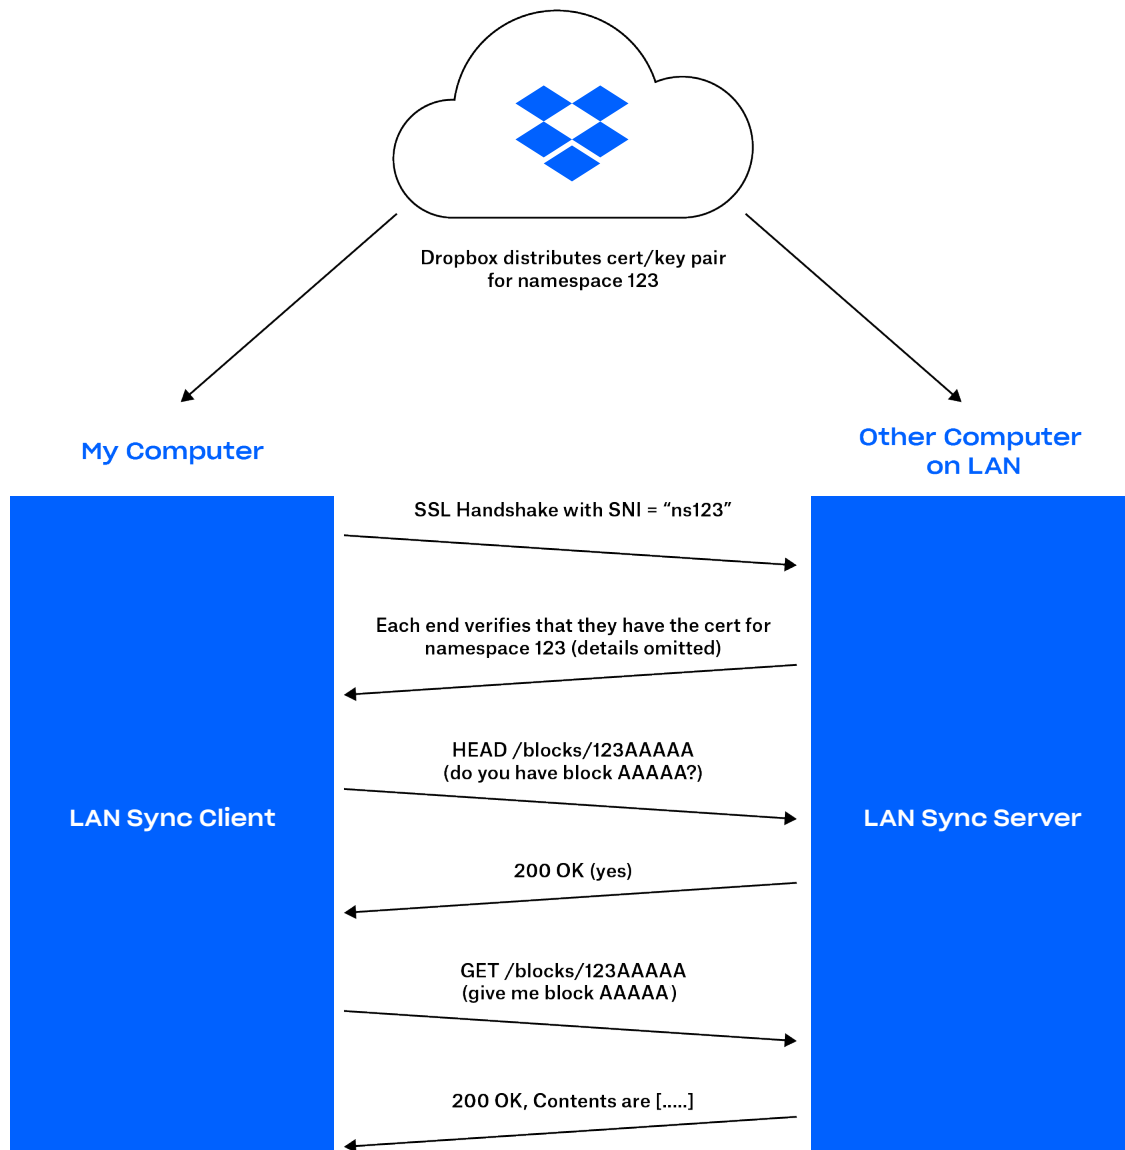 Dropbox distributes cert/key pair
for namespace 123
My Computer
Other Computer
on LAN
SSL Handshake with SNI = “ns123”
Each end verifies that they have the cert for
namespace 123 (details omitted)
HEAD /blocks/123AAAAA
(do you have block AAAAA?)
LAN Sync Client
LAN Sync Server
200 OK (yes)
GET /blocks/123AAAAA
(give me block AAAAA)
200 OK, Contents are [.....]